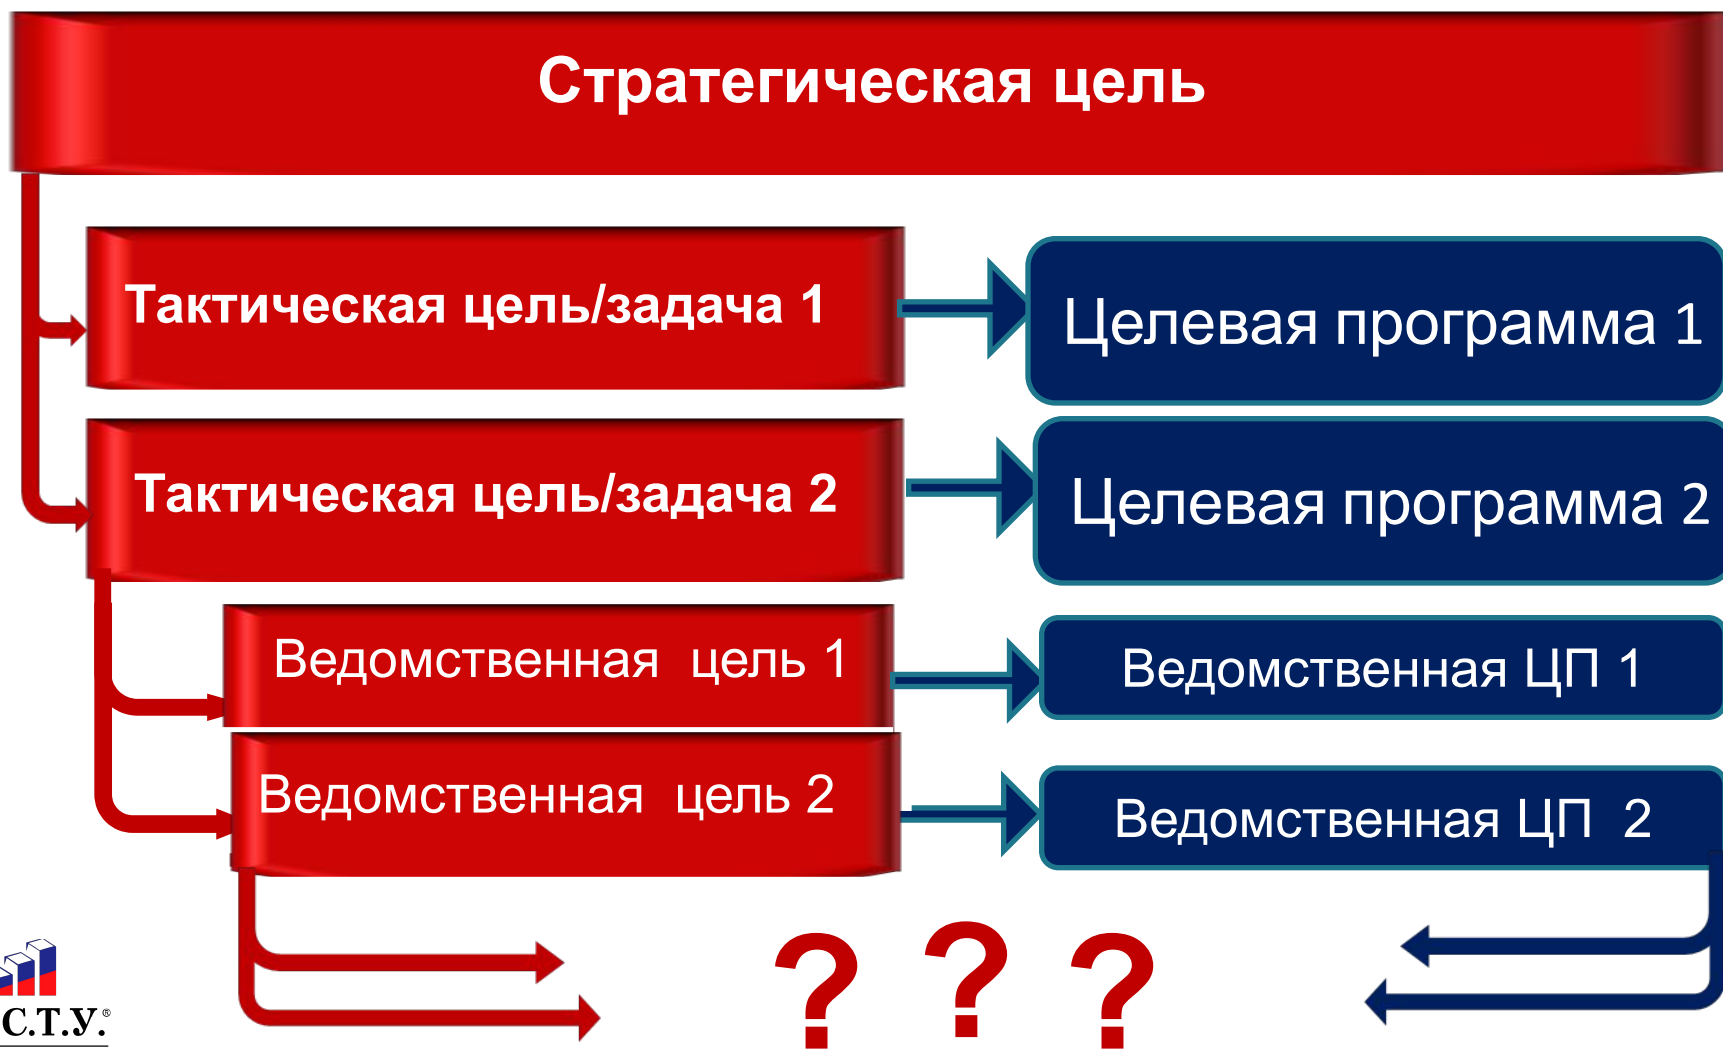 Стратегическая цель
Тактическая цель/задача 1
Целевая программа 1
Тактическая цель/задача 2
Целевая программа 2
Ведомственная цель 1
Ведомственная ЦП 1
Ведомственная цель 2
Ведомственная ЦП 2
? ? ?
С.Т.У.®